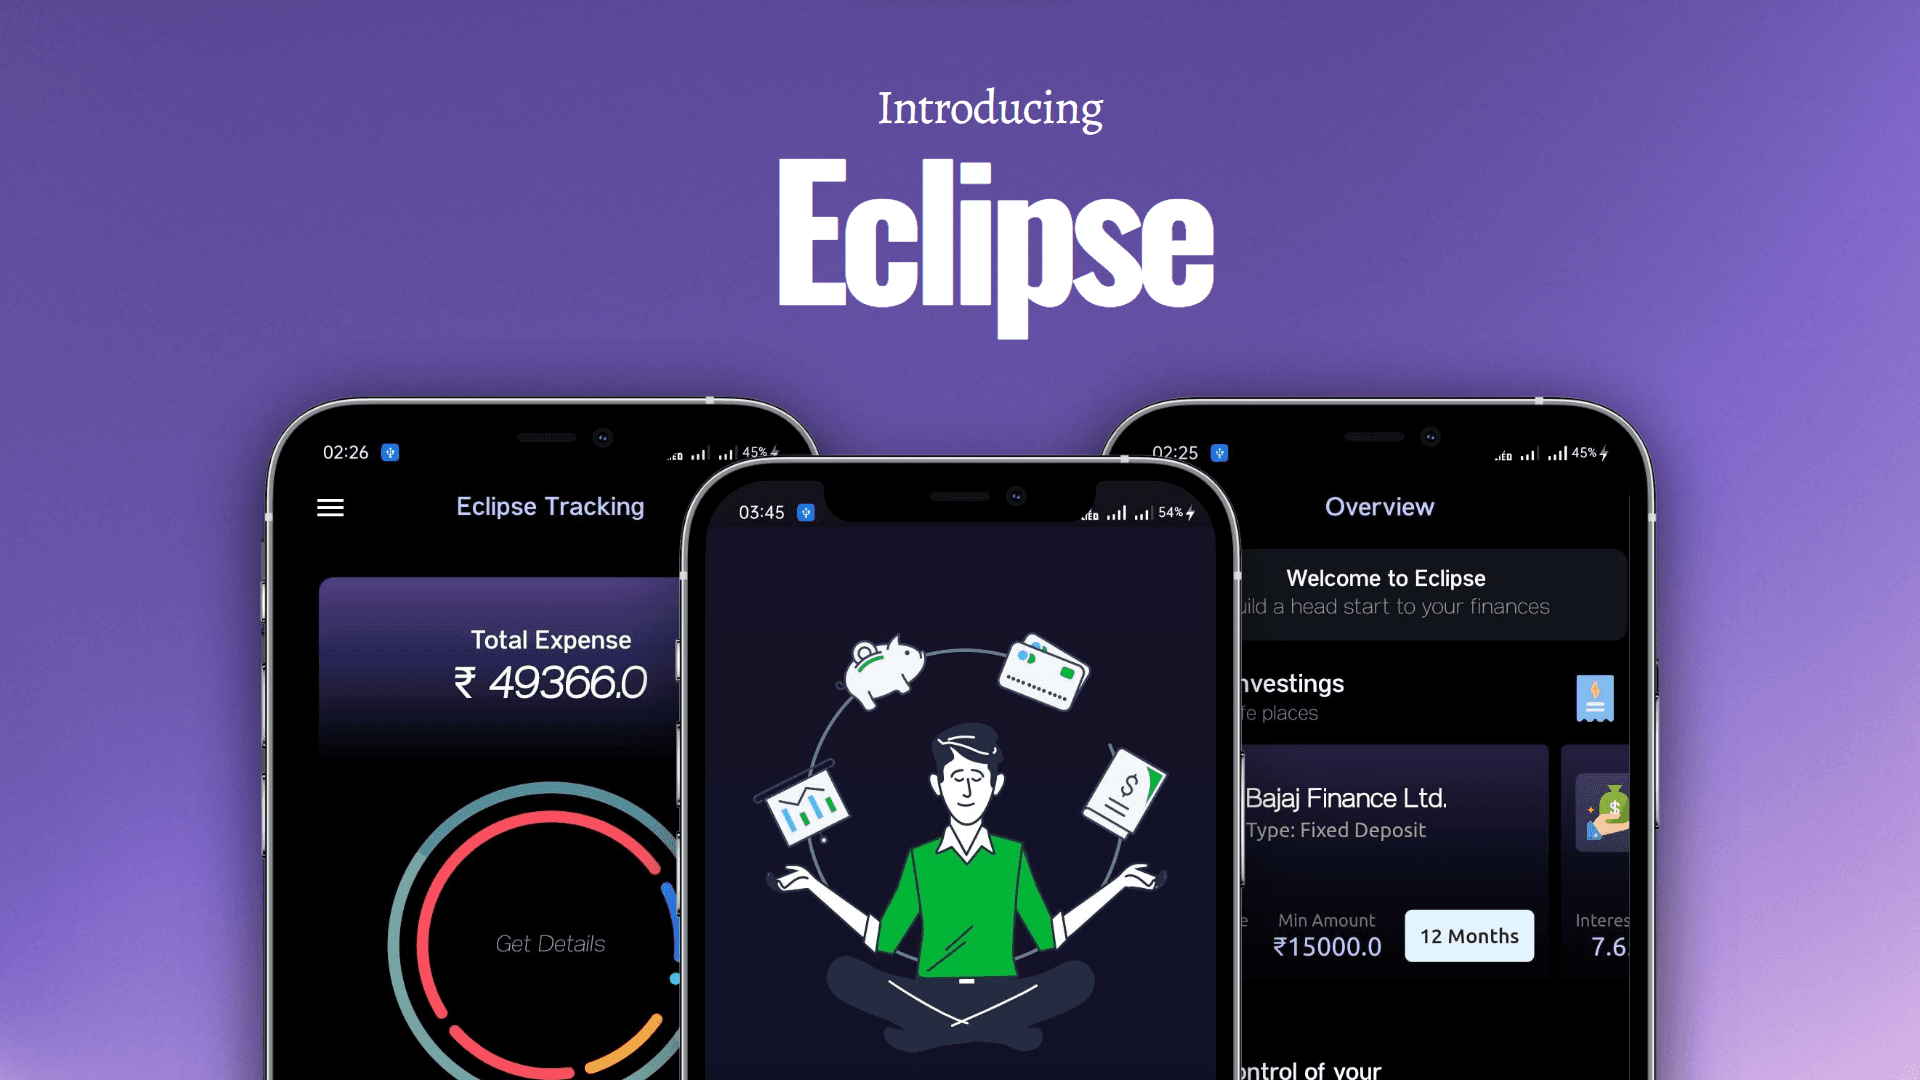 Introducing
Eclipse
02:26
45%
Eclipse Tracking
Total Expense
₹ 49366.0
Get Details
03:45
54%
$
02:25
45%
Overview
Welcome to Eclipse
uild a head start to your finances
nvestings
fe places
Bajaj Finance Ltd.
Type: Fixed Deposit
$
e
Min Amount
₹15000.0
12 Months
Interes
7.6
ontrol of your